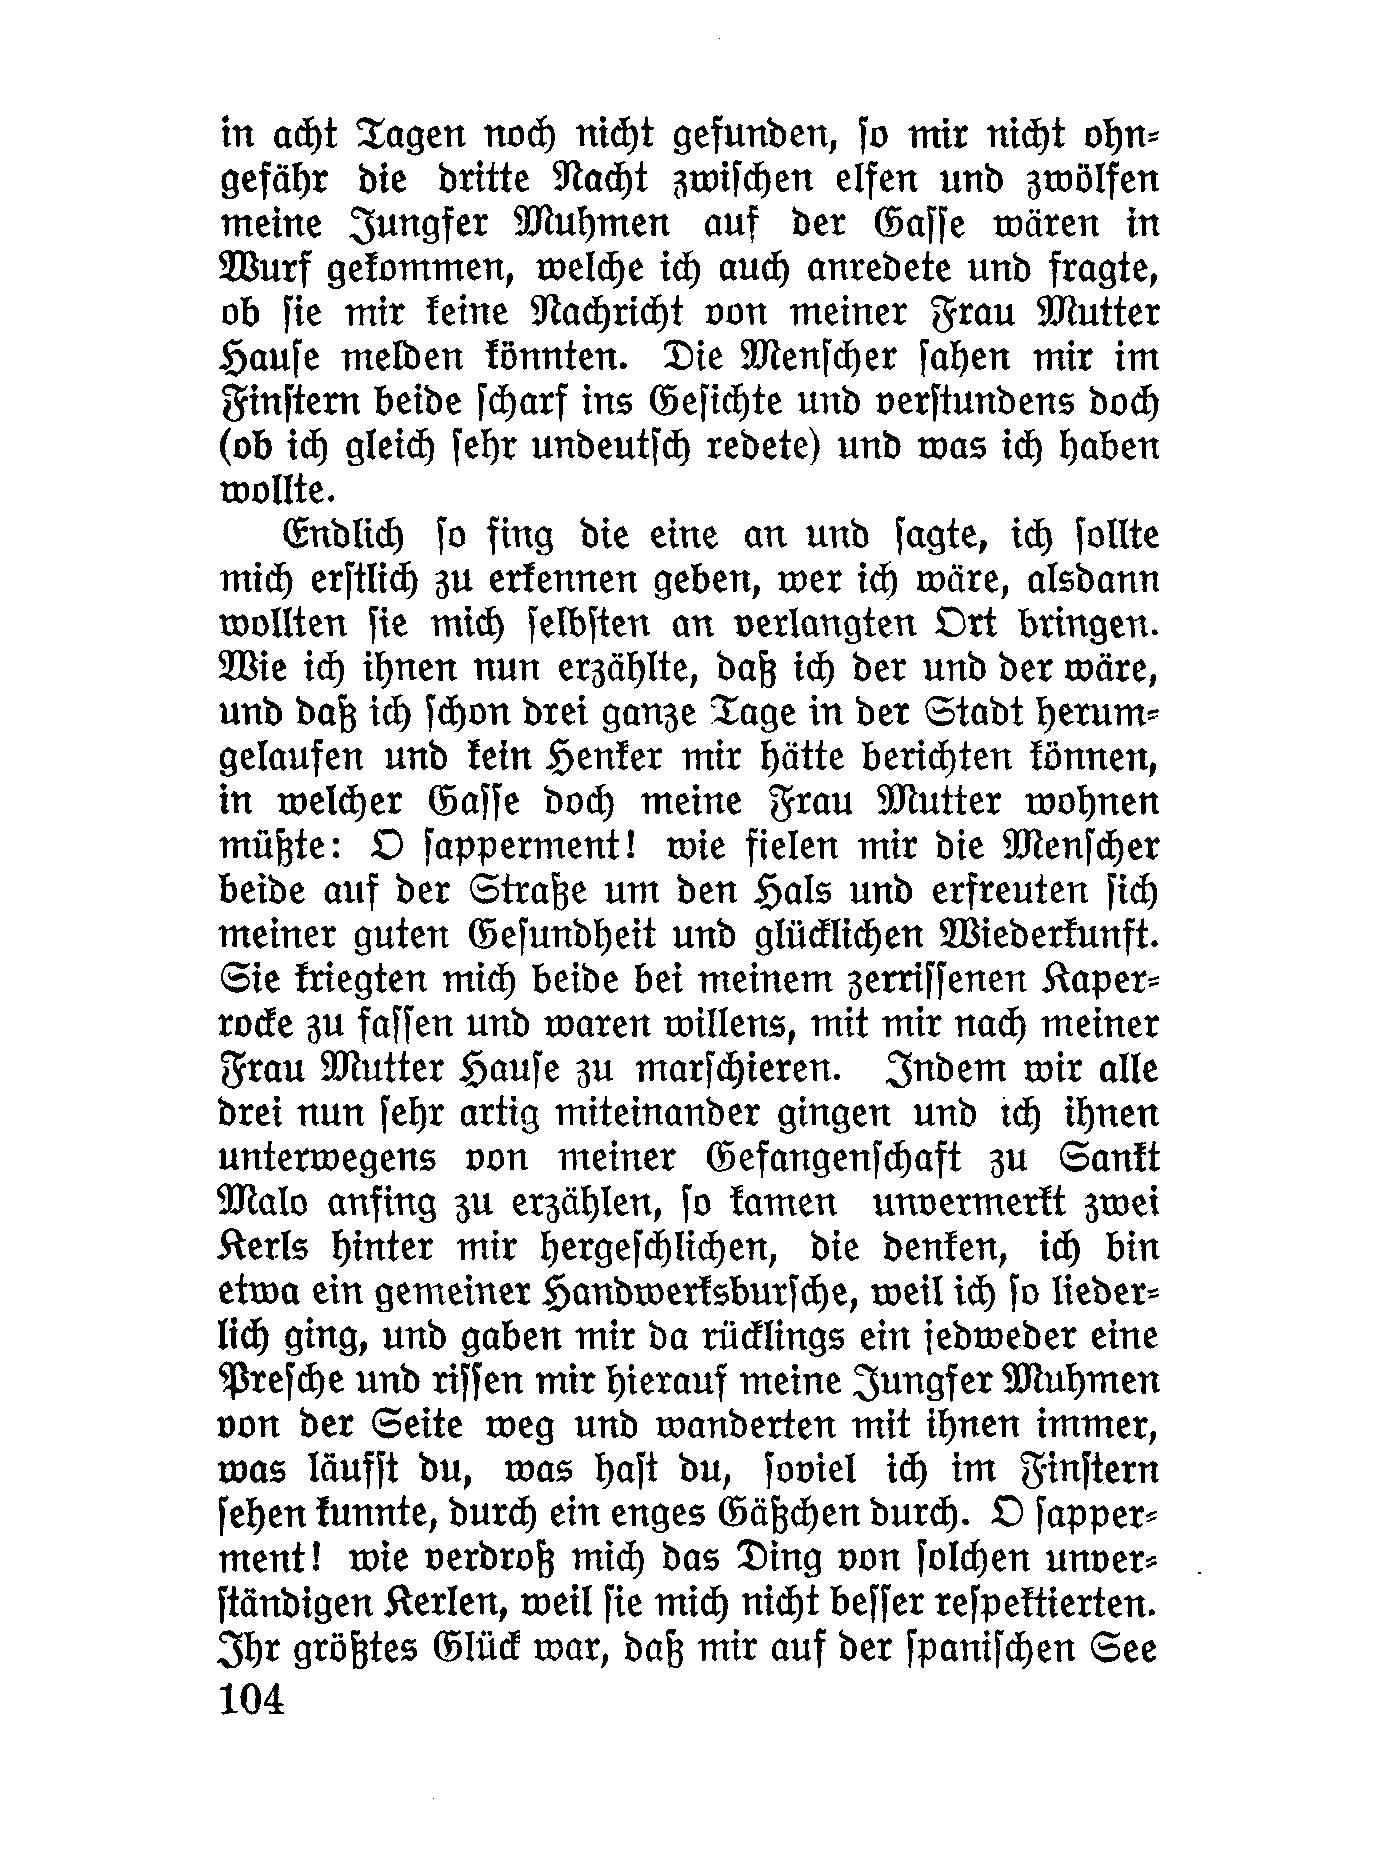 in acht Tagen noch nicht gefunden, so mir nicht ohn-
gefähr die dritte Nacht zwischen elfen und zwölfen
meine Jungfer Muhmen auf der Gasse wären in
Wurf gekommen, welche ich auch anredete und fragte,
ob sie mir keine Nachricht von meiner Frau Mutter
Hause melden könnten. Die Menscher sahen mir im
Finstern beide scharf ins Gesichte und verstundens doch
(ob ich gleich sehr undeutsch redete) und was ich haben
wollte.
Endlich so fing die eine an und sagte, ich sollte
mich erstlich zu erkennen geben, wer ich wäre, alsdann
wollten sie mich selbsten an verlangten Ort bringen.
Wie ich ihnen nun erzählte, daß ich der und der wäre,
und daß ich schon drei ganze Tage in der Stadt herum-
gelaufen und kein Henker mir hätte berichten können,
in welcher Gasse doch meine Frau Mutter wohnen
müßte: O sapperment! wie fielen mir die Menscher
beide auf der Straße um den Hals und erfreuten sich
meiner guten Gesundheit und glücklichen Wiederkunft.
Sie kriegten mich beide bei meinem zerrissenen Kaper-
rocke zu fassen und waren willens, mit mir nach meiner
Frau Mutter Hause zu marschieren. Indem wir alle
drei nun sehr artig miteinander gingen und ich ihnen
unterwegens von meiner Gefangenschaft zu Sankt
Malo anfing zu erzählen, so kamen unvermerkt zwei
Kerls hinter mir hergeschlichen, die denken, ich bin
etwa ein gemeiner Handwerksbursche, weil ich so lieder-
lich ging, und gaben mir da rücklings ein jedweder eine
Presche und rissen mir hierauf meine Jungfer Muhmen
von der Seite weg und wanderten mit ihnen immer,
was läufst du, was hast du, soviel ich im Finstern
sehen kunnte, durch ein enges Gäßchen durch. O sapper-
ment! wie verdroß mich das Ding von solchen unver-
ständigen Kerlen, weil sie mich nicht besser respektierten.
Ihr größtes Glück war, daß mir auf der spanischen See
104